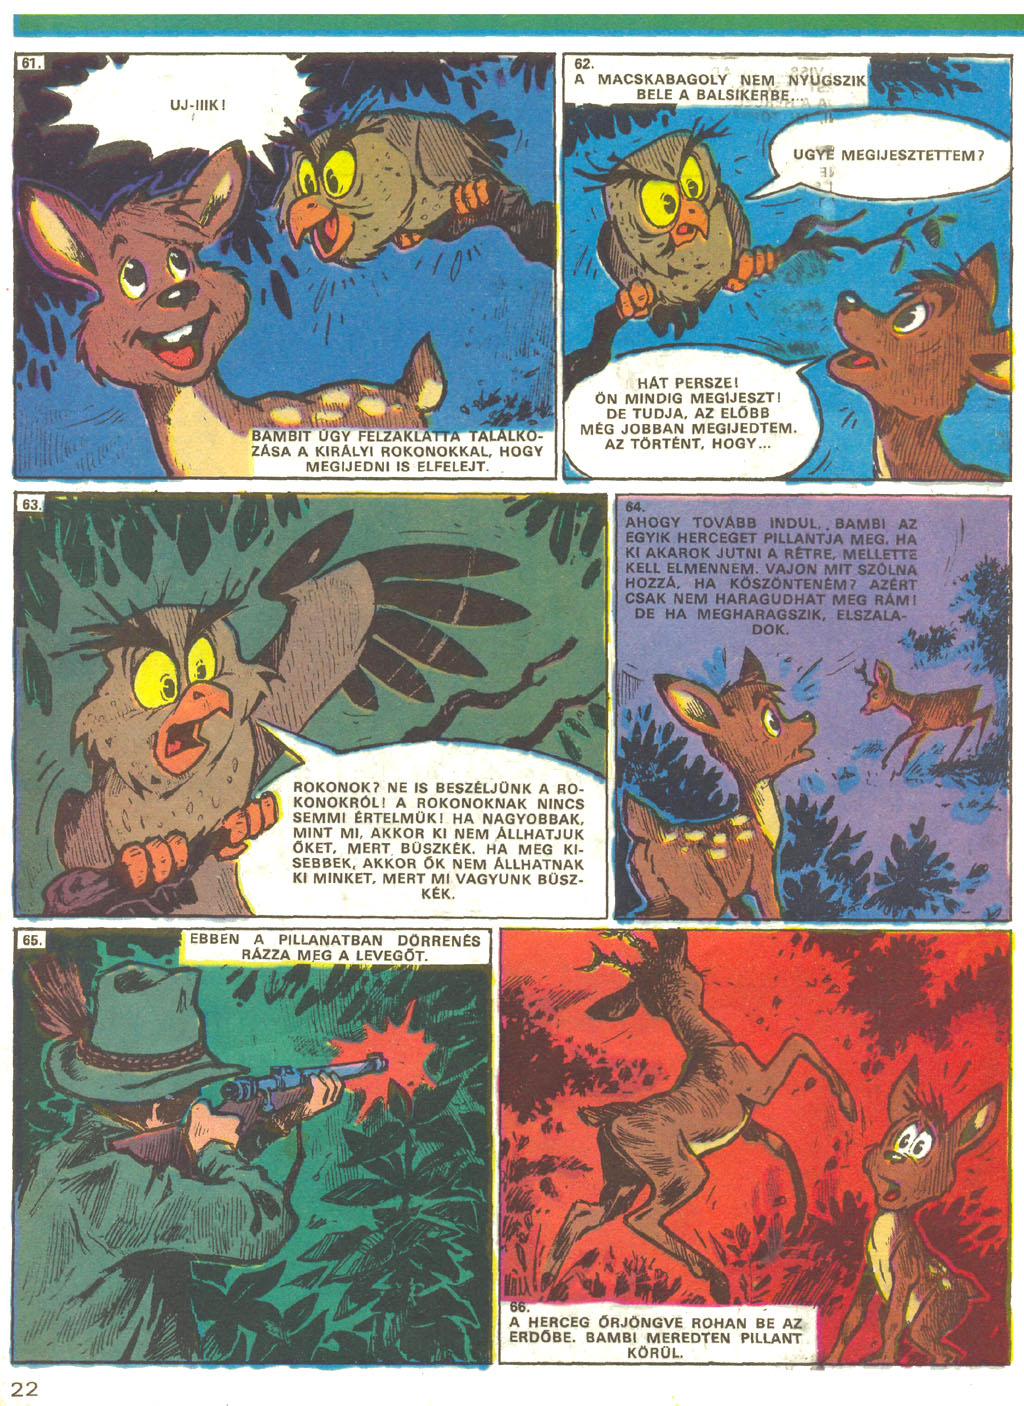 61.
UJ-IIIK!
BAMBIT ÚGY FELZAKLATTA TALÁLKO-
ZÁSA A KIRÁLYI ROKONOKKAL, HOGY
MEGIJEDNI IS ELFELEJT.
62.
A MACSKABAGOLY NEM NYUGSZIK
BELE A BALSIKERBE...
UGYE MEGIJESZTETTEM?
HÁT PERSZE!
ÖN MINDIG MEGIJESZT!
DE TUDJA, AZ ELŐBB
MÉG JOBBAN MEGIJEDTEM.
AZ TÖRTÉNT, HOGY...
63.
ROKONOK? NE IS BESZÉLJÜNK A RO-
KONOKRÓL! A ROKONOKNAK NINCS
SEMMI ÉRTELMÜK! HA NAGYOBBAK,
MINT MI, AKKOR KI NEM ÁLLHATJUK
ŐKET, MERT BÜSZKÉK. HA MEG KI-
SEBBEK, AKKOR ŐK NEM ÁLLHATNAK
KI MINKET, MERT MI VAGYUNK BÜSZ-
KÉK.
64.
AHOGY TOVÁBB INDUL, BAMBI AZ
EGYIK HERCEGET PILLANTJA MEG. HA
KI AKAROK JUTNI A RÉTRE, MELLETTE
KELL ELMENNEM. VAJON MIT SZÓLNA
HOZZÁ, HA KÖSZÖNTENÉM? AZÉRT
CSAK NEM HARAGUDHAT MEG RÁM!
DE HA MEGHARAGSZIK, ELSZALA-
DOK.
65.
EBBEN A PILLANATBAN DÖRRENÉS
RÁZZA MEG A LEVEGŐT.
66.
A HERCEG ŐRJÖNGVE ROHAN BE AZ
ERDŐBE. BAMBI MEREDTEN PILLANT
KÖRÜL.
22